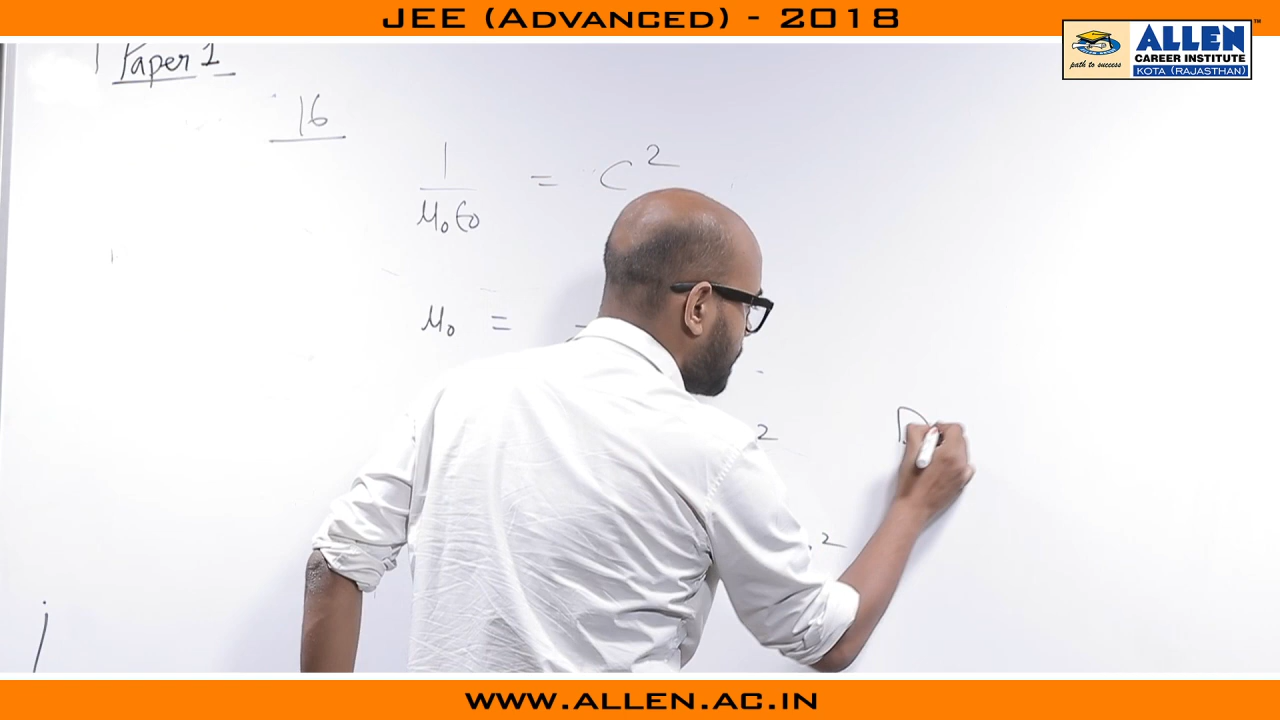 JEE (ADVANCED) - 2018
ALLEN™
CAREER INSTITUTE
path to success
KOTA (RAJASTHAN)
Paper 1
16
1
μ₀ε₀
= c²
μ₀ =
2
D
2
WWW.ALLEN.AC.IN